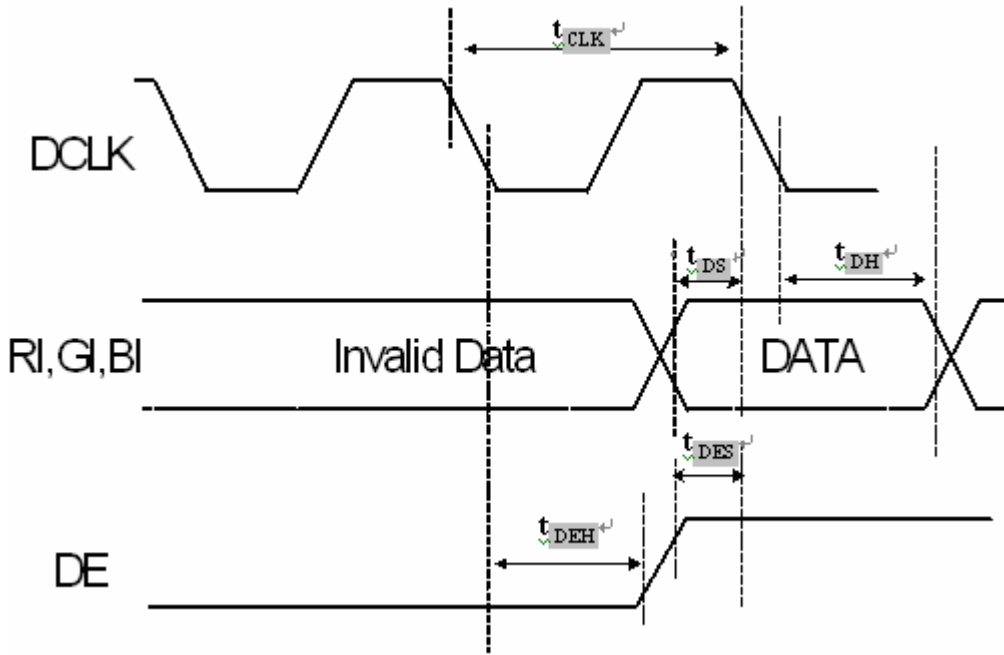 tCLK↵
DCLK
tDS↵
tDH↵
RI,GI,BI
Invalid Data
DATA
tDES↵
tDEH↵
DE